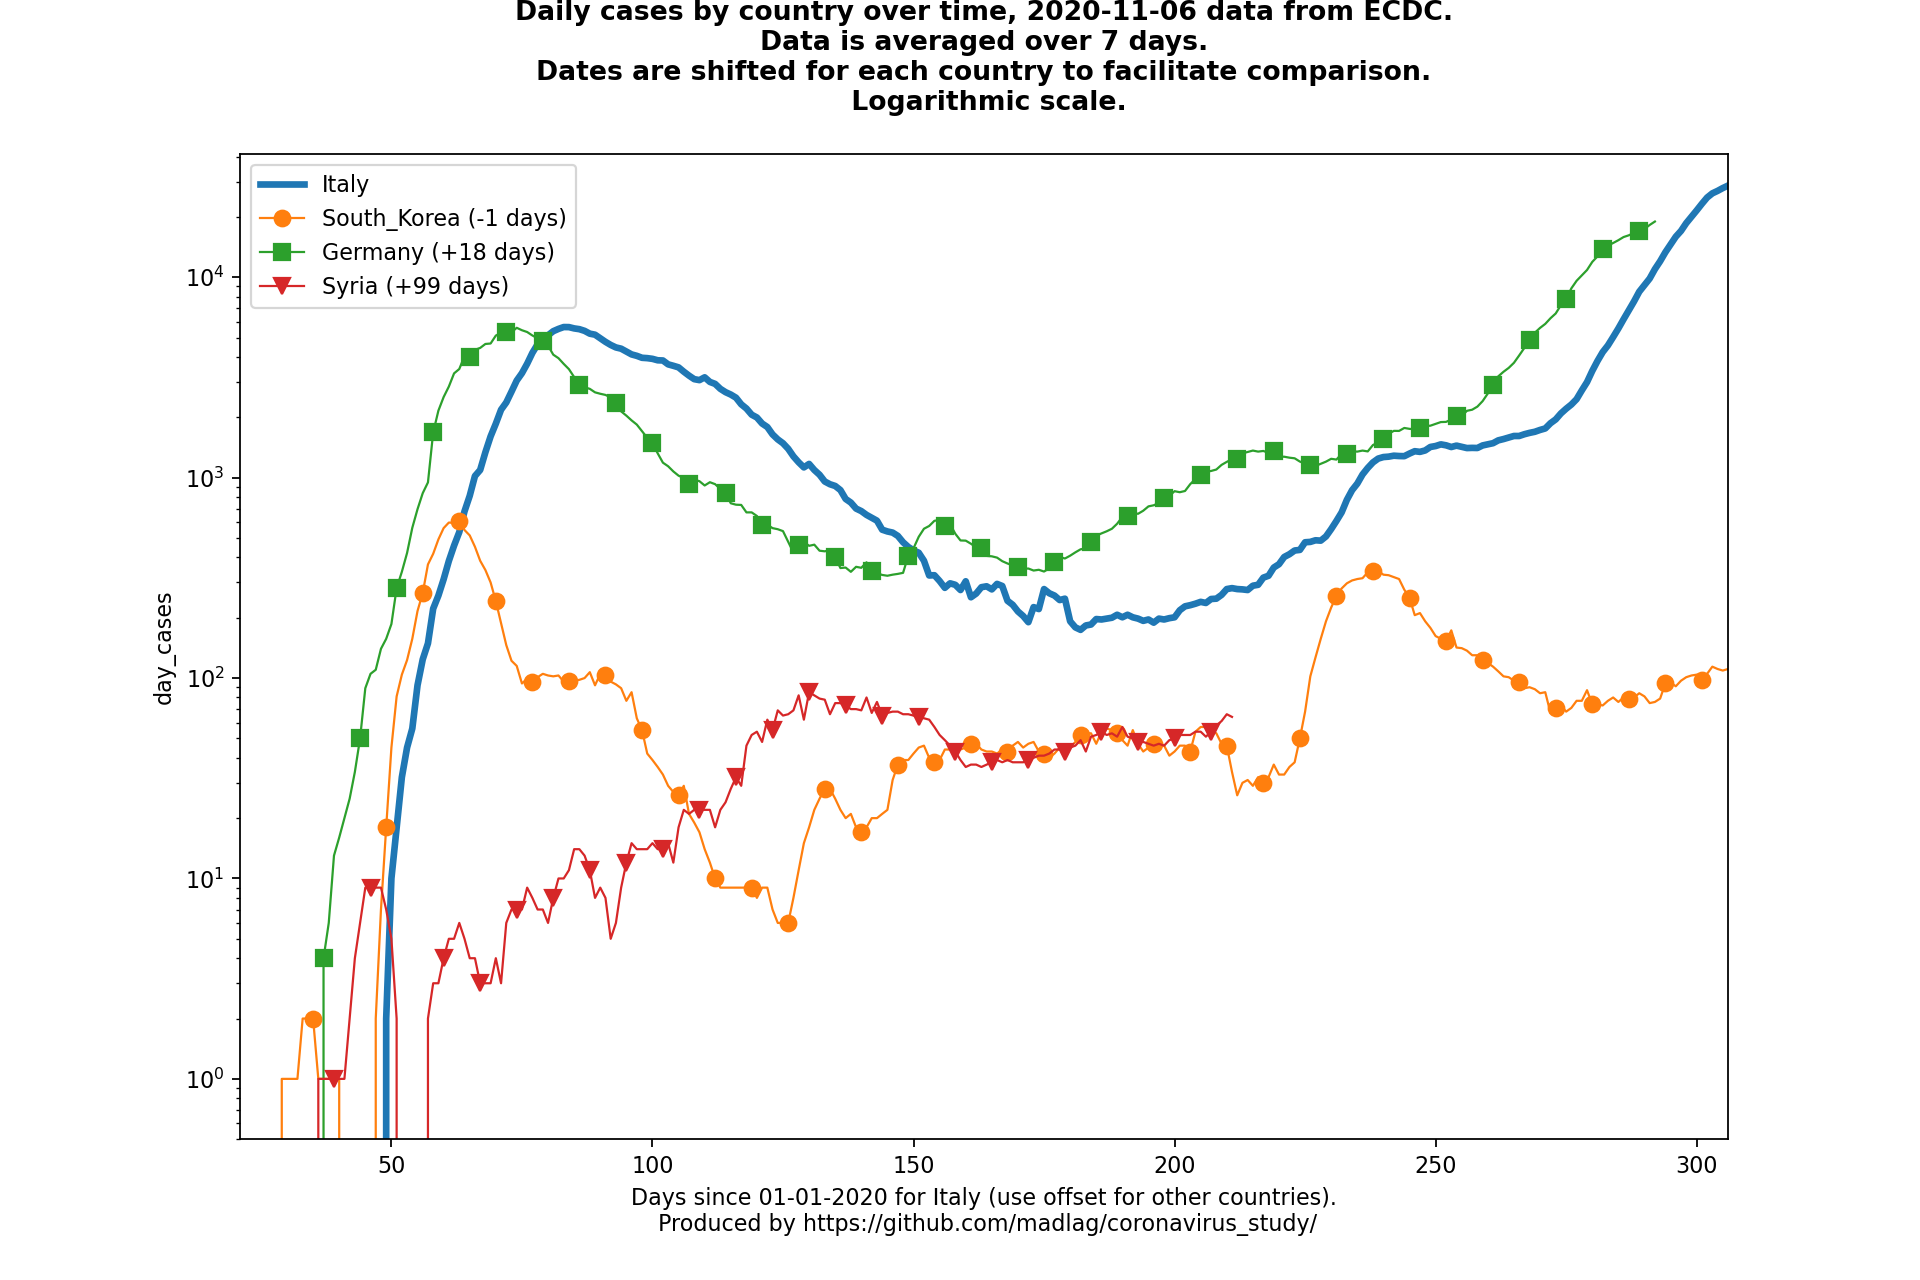 Daily cases by country over time, 2020-11-06 data from ECDC.
Data is averaged over 7 days.
Dates are shifted for each country to facilitate comparison.
Logarithmic scale.
Italy
South_Korea (-1 days)
Germany (+18 days)
Syria (+99 days)
10⁴
10³
10²
10¹
10⁰
day_cases
50 100 150 200 250 300
Days since 01-01-2020 for Italy (use offset for other countries).
Produced by https://github.com/madlag/coronavirus_study/